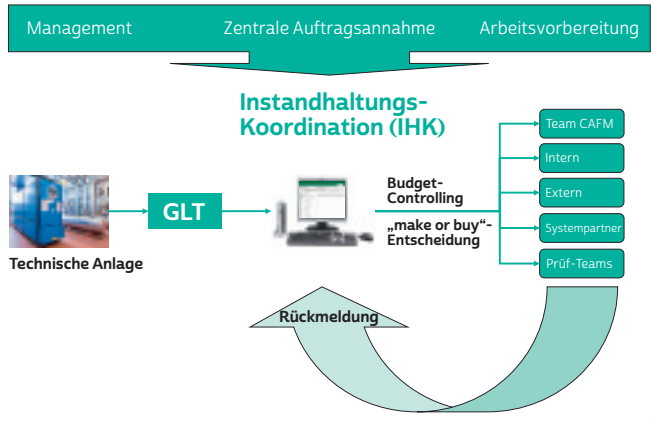 Management Zentrale Auftragsannahme Arbeitsvorbereitung
Instandhaltungs-
Koordination (IHK)
Team CAFM
Intern
Extern
Systempartner
Prüf-Teams
Budget-
Controlling
„make or buy“-
Entscheidung
GLT
Technische Anlage
Rückmeldung